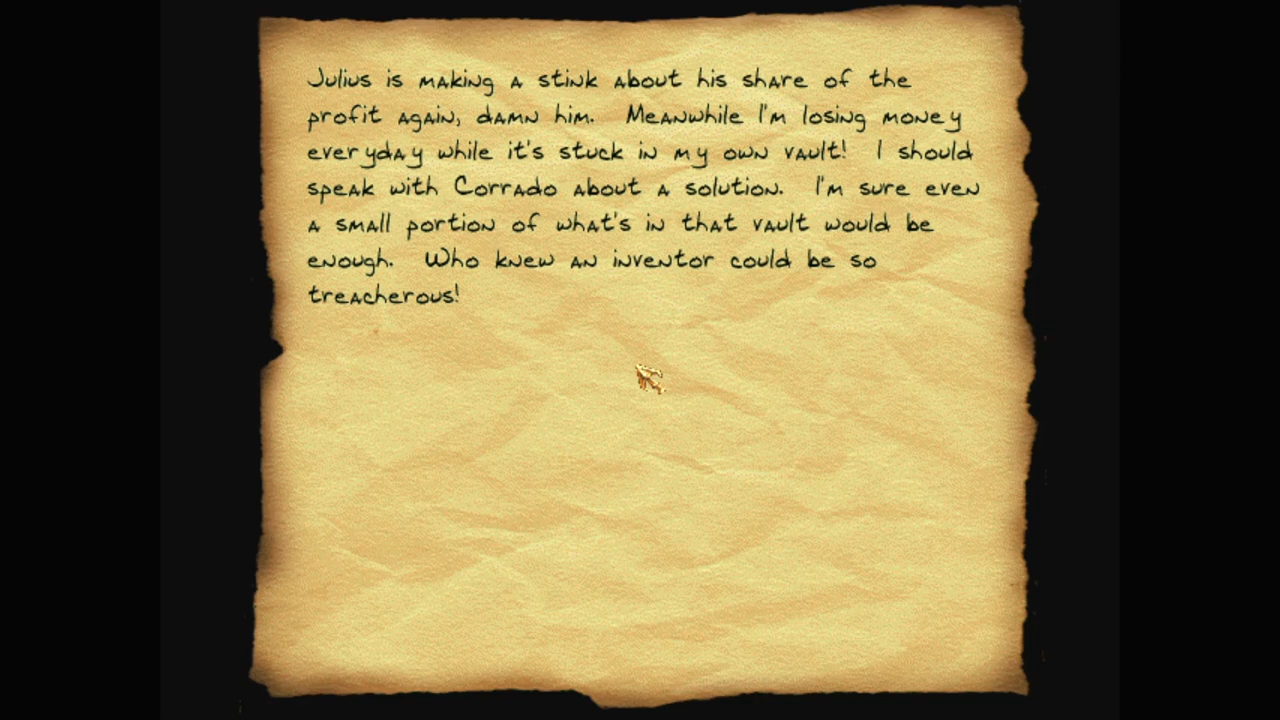 Julius is making a stink about his share of the
profit again, damn him. Meanwhile I'm losing money
everyday while it's stuck in my own vault! I should
speak with Corrado about a solution. I'm sure even
a small portion of what's in that vault would be
enough. Who knew an inventor could be so
treacherous!